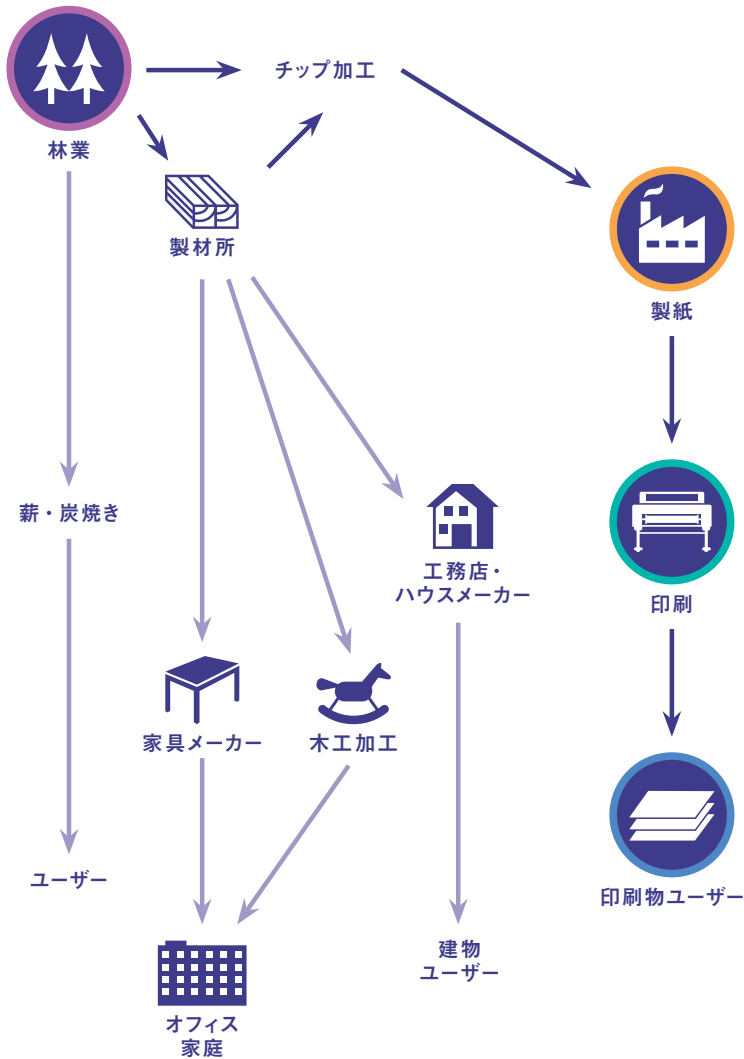 チップ加工
林業
製材所
製紙
薪・炭焼き
工務店・
ハウスメーカー
印刷
家具メーカー
木工加工
ユーザー
印刷物ユーザー
建物
ユーザー
オフィス
家庭